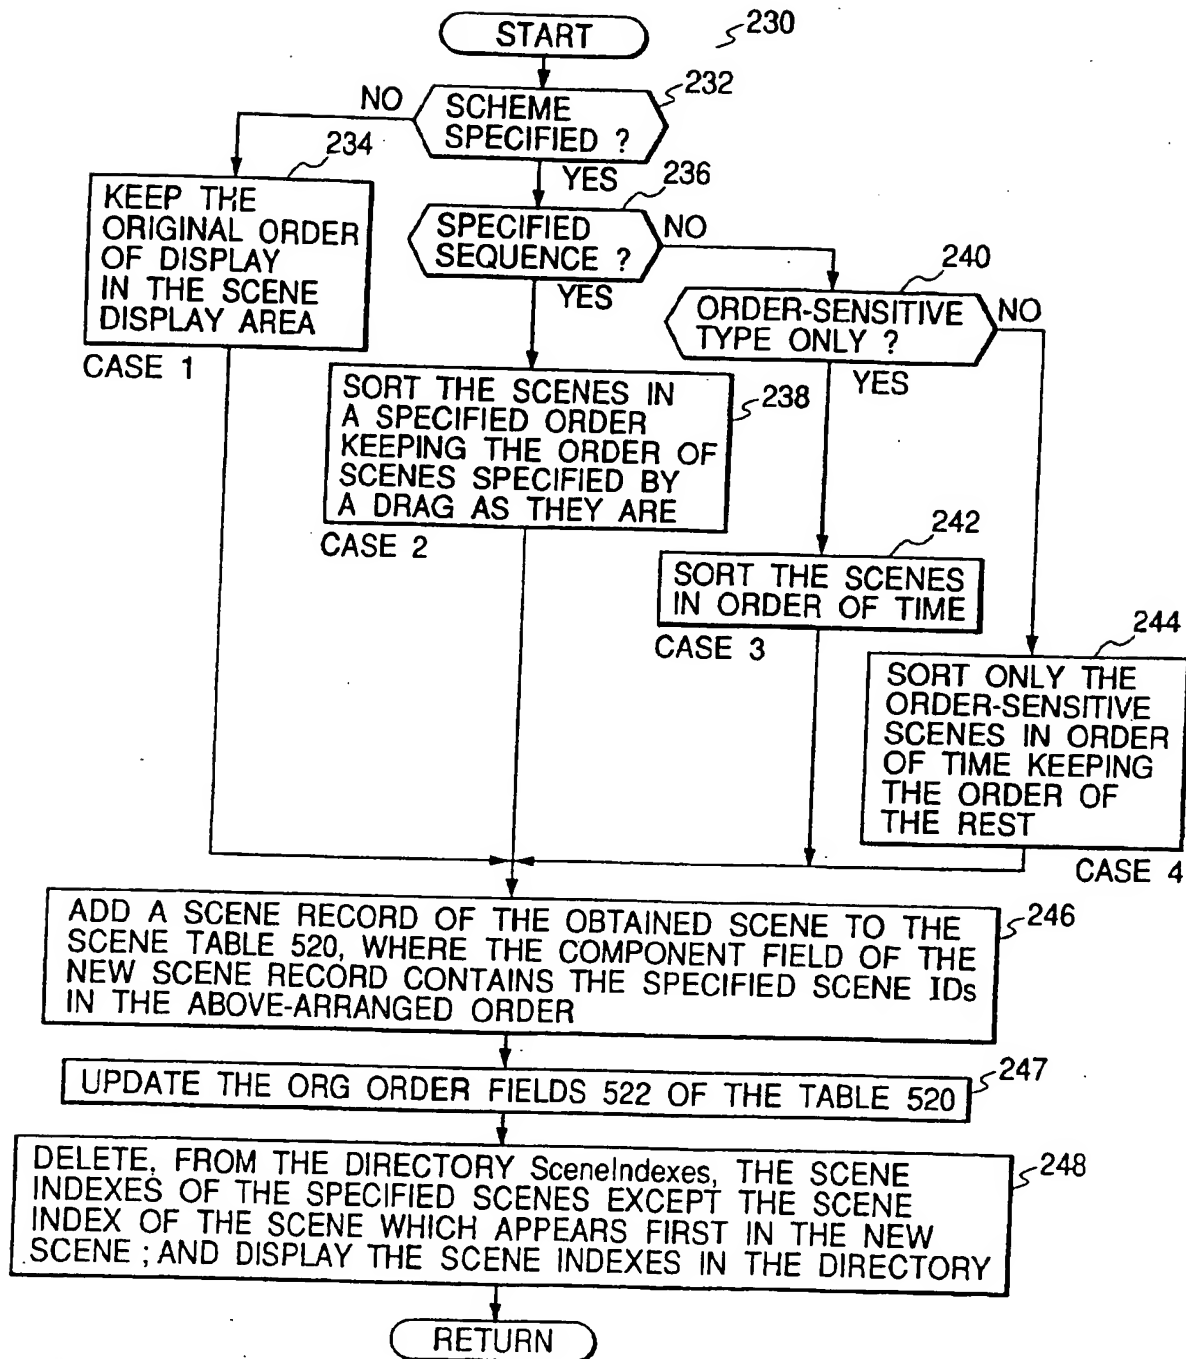 START
230
232
NO
SCHEME
SPECIFIED ?
234
YES
236
KEEP THE
ORIGINAL ORDER
OF DISPLAY
IN THE SCENE
DISPLAY AREA
CASE 1
SPECIFIED
SEQUENCE ?
NO
YES
240
ORDER-SENSITIVE
TYPE ONLY ?
NO
YES
SORT THE SCENES IN
A SPECIFIED ORDER
KEEPING THE ORDER OF
SCENES SPECIFIED BY
A DRAG AS THEY ARE
238
CASE 2
242
SORT THE SCENES
IN ORDER OF TIME
CASE 3
244
SORT ONLY THE
ORDER-SENSITIVE
SCENES IN ORDER
OF TIME KEEPING
THE ORDER OF
THE REST
CASE 4
ADD A SCENE RECORD OF THE OBTAINED SCENE TO THE
SCENE TABLE 520, WHERE THE COMPONENT FIELD OF THE
NEW SCENE RECORD CONTAINS THE SPECIFIED SCENE IDs
IN THE ABOVE-ARRANGED ORDER
246
UPDATE THE ORG ORDER FIELDS 522 OF THE TABLE 520
247
DELETE, FROM THE DIRECTORY SceneIndexes, THE SCENE
INDEXES OF THE SPECIFIED SCENES EXCEPT THE SCENE
INDEX OF THE SCENE WHICH APPEARS FIRST IN THE NEW
SCENE ; AND DISPLAY THE SCENE INDEXES IN THE DIRECTORY
248
RETURN